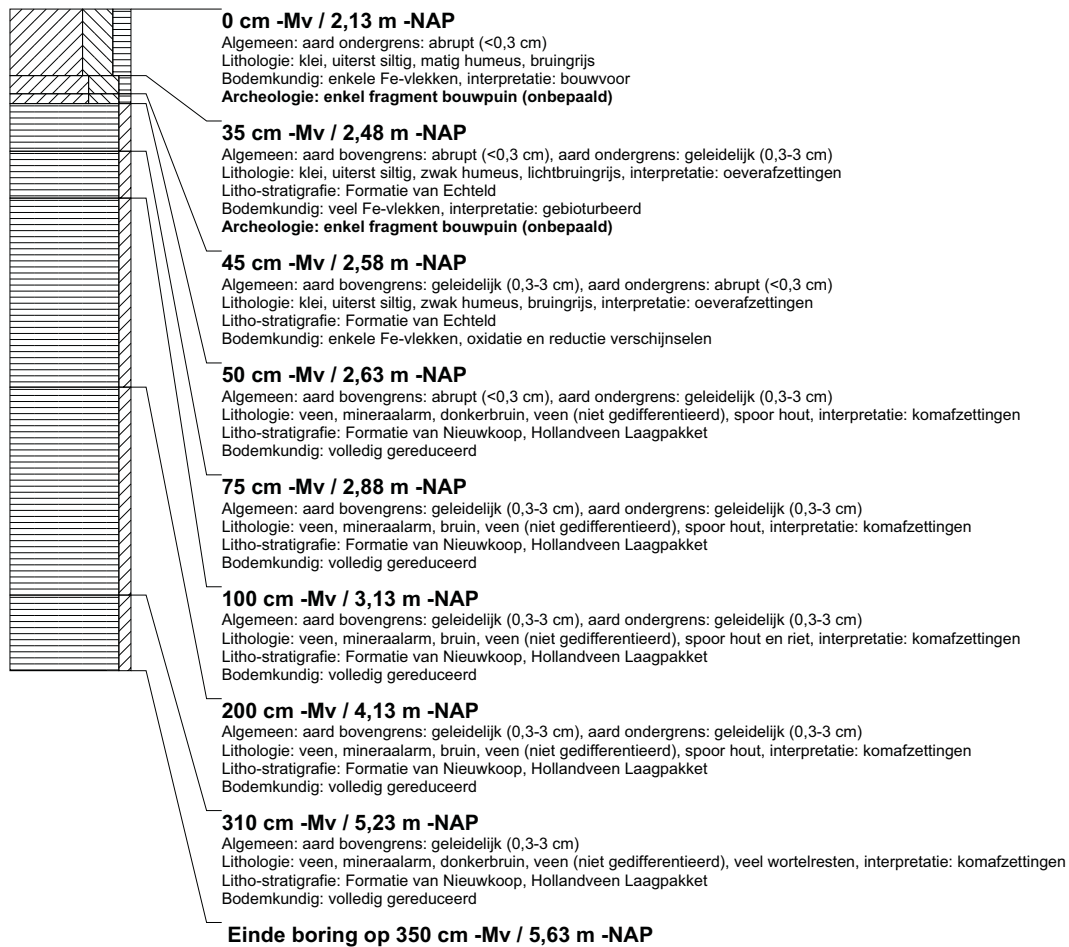 0 cm -Mv / 2,13 m -NAP
Algemeen: aard ondergrens: abrupt (<0,3 cm)
Lithologie: klei, uiterst siltig, matig humeus, bruingrijs
Bodemkundig: enkele Fe-vlekken, interpretatie: bouwvoor
Archeologie: enkel fragment bouwpuin (onbepaald)
35 cm -Mv / 2,48 m -NAP
Algemeen: aard bovengrens: abrupt (<0,3 cm), aard ondergrens: geleidelijk (0,3-3 cm)
Lithologie: klei, uiterst siltig, zwak humeus, lichtbruingrijs, interpretatie: oeverafzettingen
Litho-stratigrafie: Formatie van Echteld
Bodemkundig: veel Fe-vlekken, interpretatie: gebioturbeerd
Archeologie: enkel fragment bouwpuin (onbepaald)
45 cm -Mv / 2,58 m -NAP
Algemeen: aard bovengrens: geleidelijk (0,3-3 cm), aard ondergrens: abrupt (<0,3 cm)
Lithologie: klei, uiterst siltig, zwak humeus, bruingrijs, interpretatie: oeverafzettingen
Litho-stratigrafie: Formatie van Echteld
Bodemkundig: enkele Fe-vlekken, oxidatie en reductie verschijnselen
50 cm -Mv / 2,63 m -NAP
Algemeen: aard bovengrens: abrupt (<0,3 cm), aard ondergrens: geleidelijk (0,3-3 cm)
Lithologie: veen, mineraalarm, donkerbruin, veen (niet gedifferentieerd), spoor hout, interpretatie: komafzettingen
Litho-stratigrafie: Formatie van Nieuwkoop, Hollandveen Laagpakket
Bodemkundig: volledig gereduceerd
75 cm -Mv / 2,88 m -NAP
Algemeen: aard bovengrens: geleidelijk (0,3-3 cm), aard ondergrens: geleidelijk (0,3-3 cm)
Lithologie: veen, mineraalarm, bruin, veen (niet gedifferentieerd), spoor hout, interpretatie: komafzettingen
Litho-stratigrafie: Formatie van Nieuwkoop, Hollandveen Laagpakket
Bodemkundig: volledig gereduceerd
100 cm -Mv / 3,13 m -NAP
Algemeen: aard bovengrens: geleidelijk (0,3-3 cm), aard ondergrens: geleidelijk (0,3-3 cm)
Lithologie: veen, mineraalarm, bruin, veen (niet gedifferentieerd), spoor hout en riet, interpretatie: komafzettingen
Litho-stratigrafie: Formatie van Nieuwkoop, Hollandveen Laagpakket
Bodemkundig: volledig gereduceerd
200 cm -Mv / 4,13 m -NAP
Algemeen: aard bovengrens: geleidelijk (0,3-3 cm), aard ondergrens: geleidelijk (0,3-3 cm)
Lithologie: veen, mineraalarm, bruin, veen (niet gedifferentieerd), spoor hout, interpretatie: komafzettingen
Litho-stratigrafie: Formatie van Nieuwkoop, Hollandveen Laagpakket
Bodemkundig: volledig gereduceerd
310 cm -Mv / 5,23 m -NAP
Algemeen: aard bovengrens: geleidelijk (0,3-3 cm)
Lithologie: veen, mineraalarm, donkerbruin, veen (niet gedifferentieerd), veel wortelresten, interpretatie: komafzettingen
Litho-stratigrafie: Formatie van Nieuwkoop, Hollandveen Laagpakket
Bodemkundig: volledig gereduceerd
Einde boring op 350 cm -Mv / 5,63 m -NAP